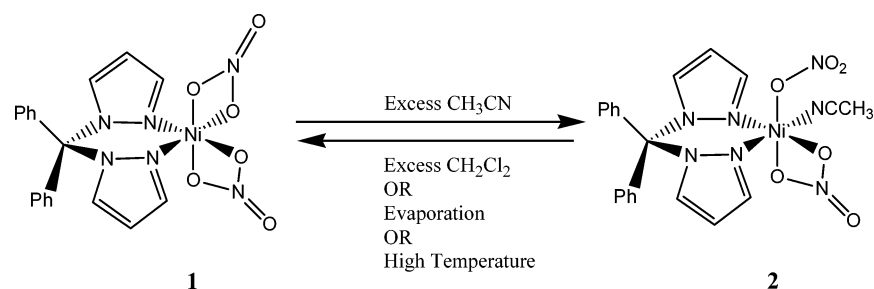 O
N
O
O
Ph
N
N
Ni
N
N
Ph
O
O
N
O
1
Excess CH₃CN
Excess CH₂Cl₂
OR
Evaporation
OR
High Temperature
NO₂
O
Ph
N
N
Ni
NCCH₃
N
N
Ph
O
O
N
O
2